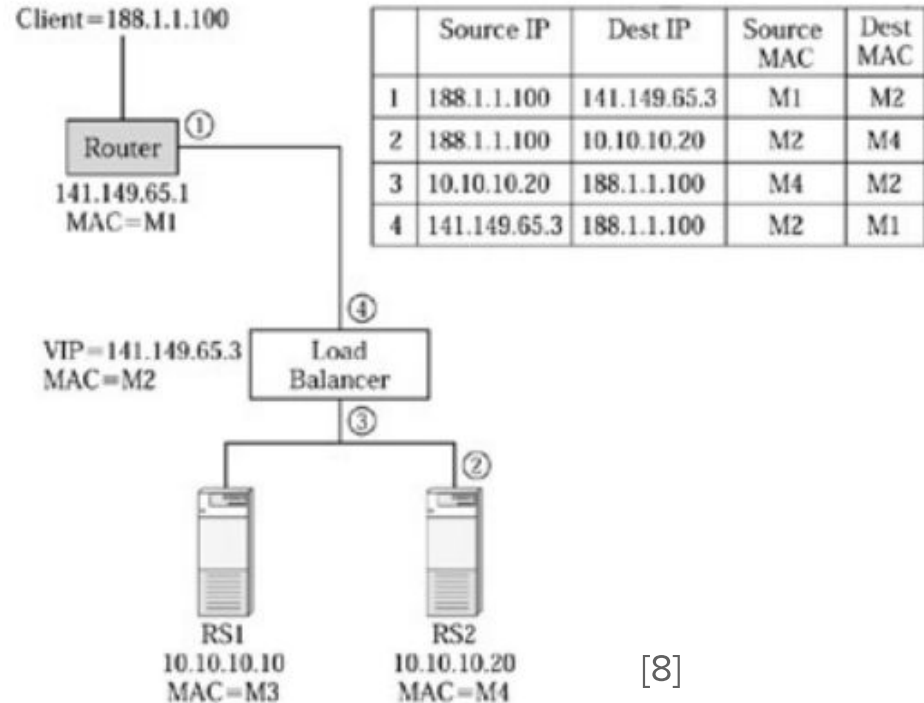 Client=188.1.1.100
①
Router
141.149.65.1
MAC=M1
Source IP Dest IP Source MAC Dest MAC
1 188.1.1.100 141.149.65.3 M1 M2
2 188.1.1.100 10.10.10.20 M2 M4
3 10.10.10.20 188.1.1.100 M4 M2
4 141.149.65.3 188.1.1.100 M2 M1
④
VIP=141.149.65.3
MAC=M2
Load
Balancer
③
②
RS1
10.10.10.10
MAC=M3
RS2
10.10.10.20
MAC=M4
[8]